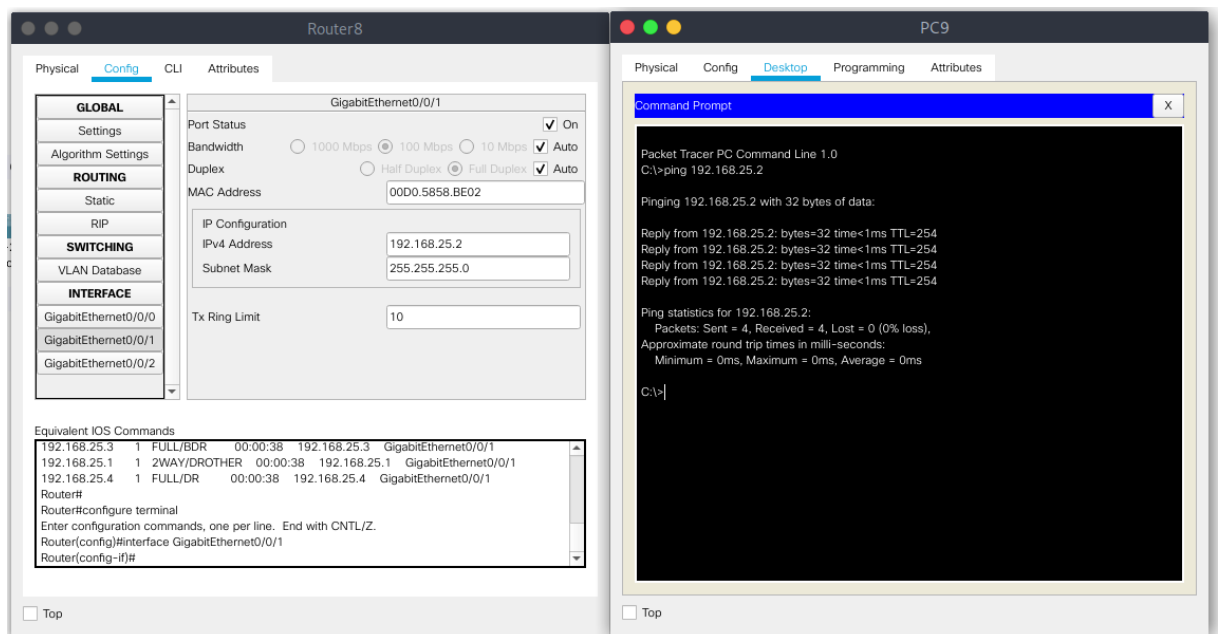 Router8
Physical Config CLI Attributes
GLOBAL
Settings
Algorithm Settings
ROUTING
Static
RIP
SWITCHING
VLAN Database
INTERFACE
GigabitEthernet0/0/0
GigabitEthernet0/0/1
GigabitEthernet0/0/2
GigabitEthernet0/0/1
Port Status On
Bandwidth 1000 Mbps 100 Mbps 10 Mbps Auto
Duplex Half Duplex Full Duplex Auto
MAC Address 00D0.5858.BE02
IP Configuration
IPv4 Address 192.168.25.2
Subnet Mask 255.255.255.0
Tx Ring Limit 10
Equivalent IOS Commands
192.168.25.3 1 FULL/BDR 00:00:38 192.168.25.3 GigabitEthernet0/0/1
192.168.25.1 1 2WAY/DROTHER 00:00:38 192.168.25.1 GigabitEthernet0/0/1
192.168.25.4 1 FULL/DR 00:00:38 192.168.25.4 GigabitEthernet0/0/1
Router#
Router#configure terminal
Enter configuration commands, one per line. End with CNTL/Z.
Router(config)#interface GigabitEthernet0/0/1
Router(config-if)#
Top
PC9
Physical Config Desktop Programming Attributes
Command Prompt X
Packet Tracer PC Command Line 1.0
C:\>ping 192.168.25.2
Pinging 192.168.25.2 with 32 bytes of data:
Reply from 192.168.25.2: bytes=32 time<1ms TTL=254
Reply from 192.168.25.2: bytes=32 time<1ms TTL=254
Reply from 192.168.25.2: bytes=32 time<1ms TTL=254
Reply from 192.168.25.2: bytes=32 time<1ms TTL=254
Ping statistics for 192.168.25.2:
Packets: Sent = 4, Received = 4, Lost = 0 (0% loss),
Approximate round trip times in milli-seconds:
Minimum = 0ms, Maximum = 0ms, Average = 0ms
C:\>
Top